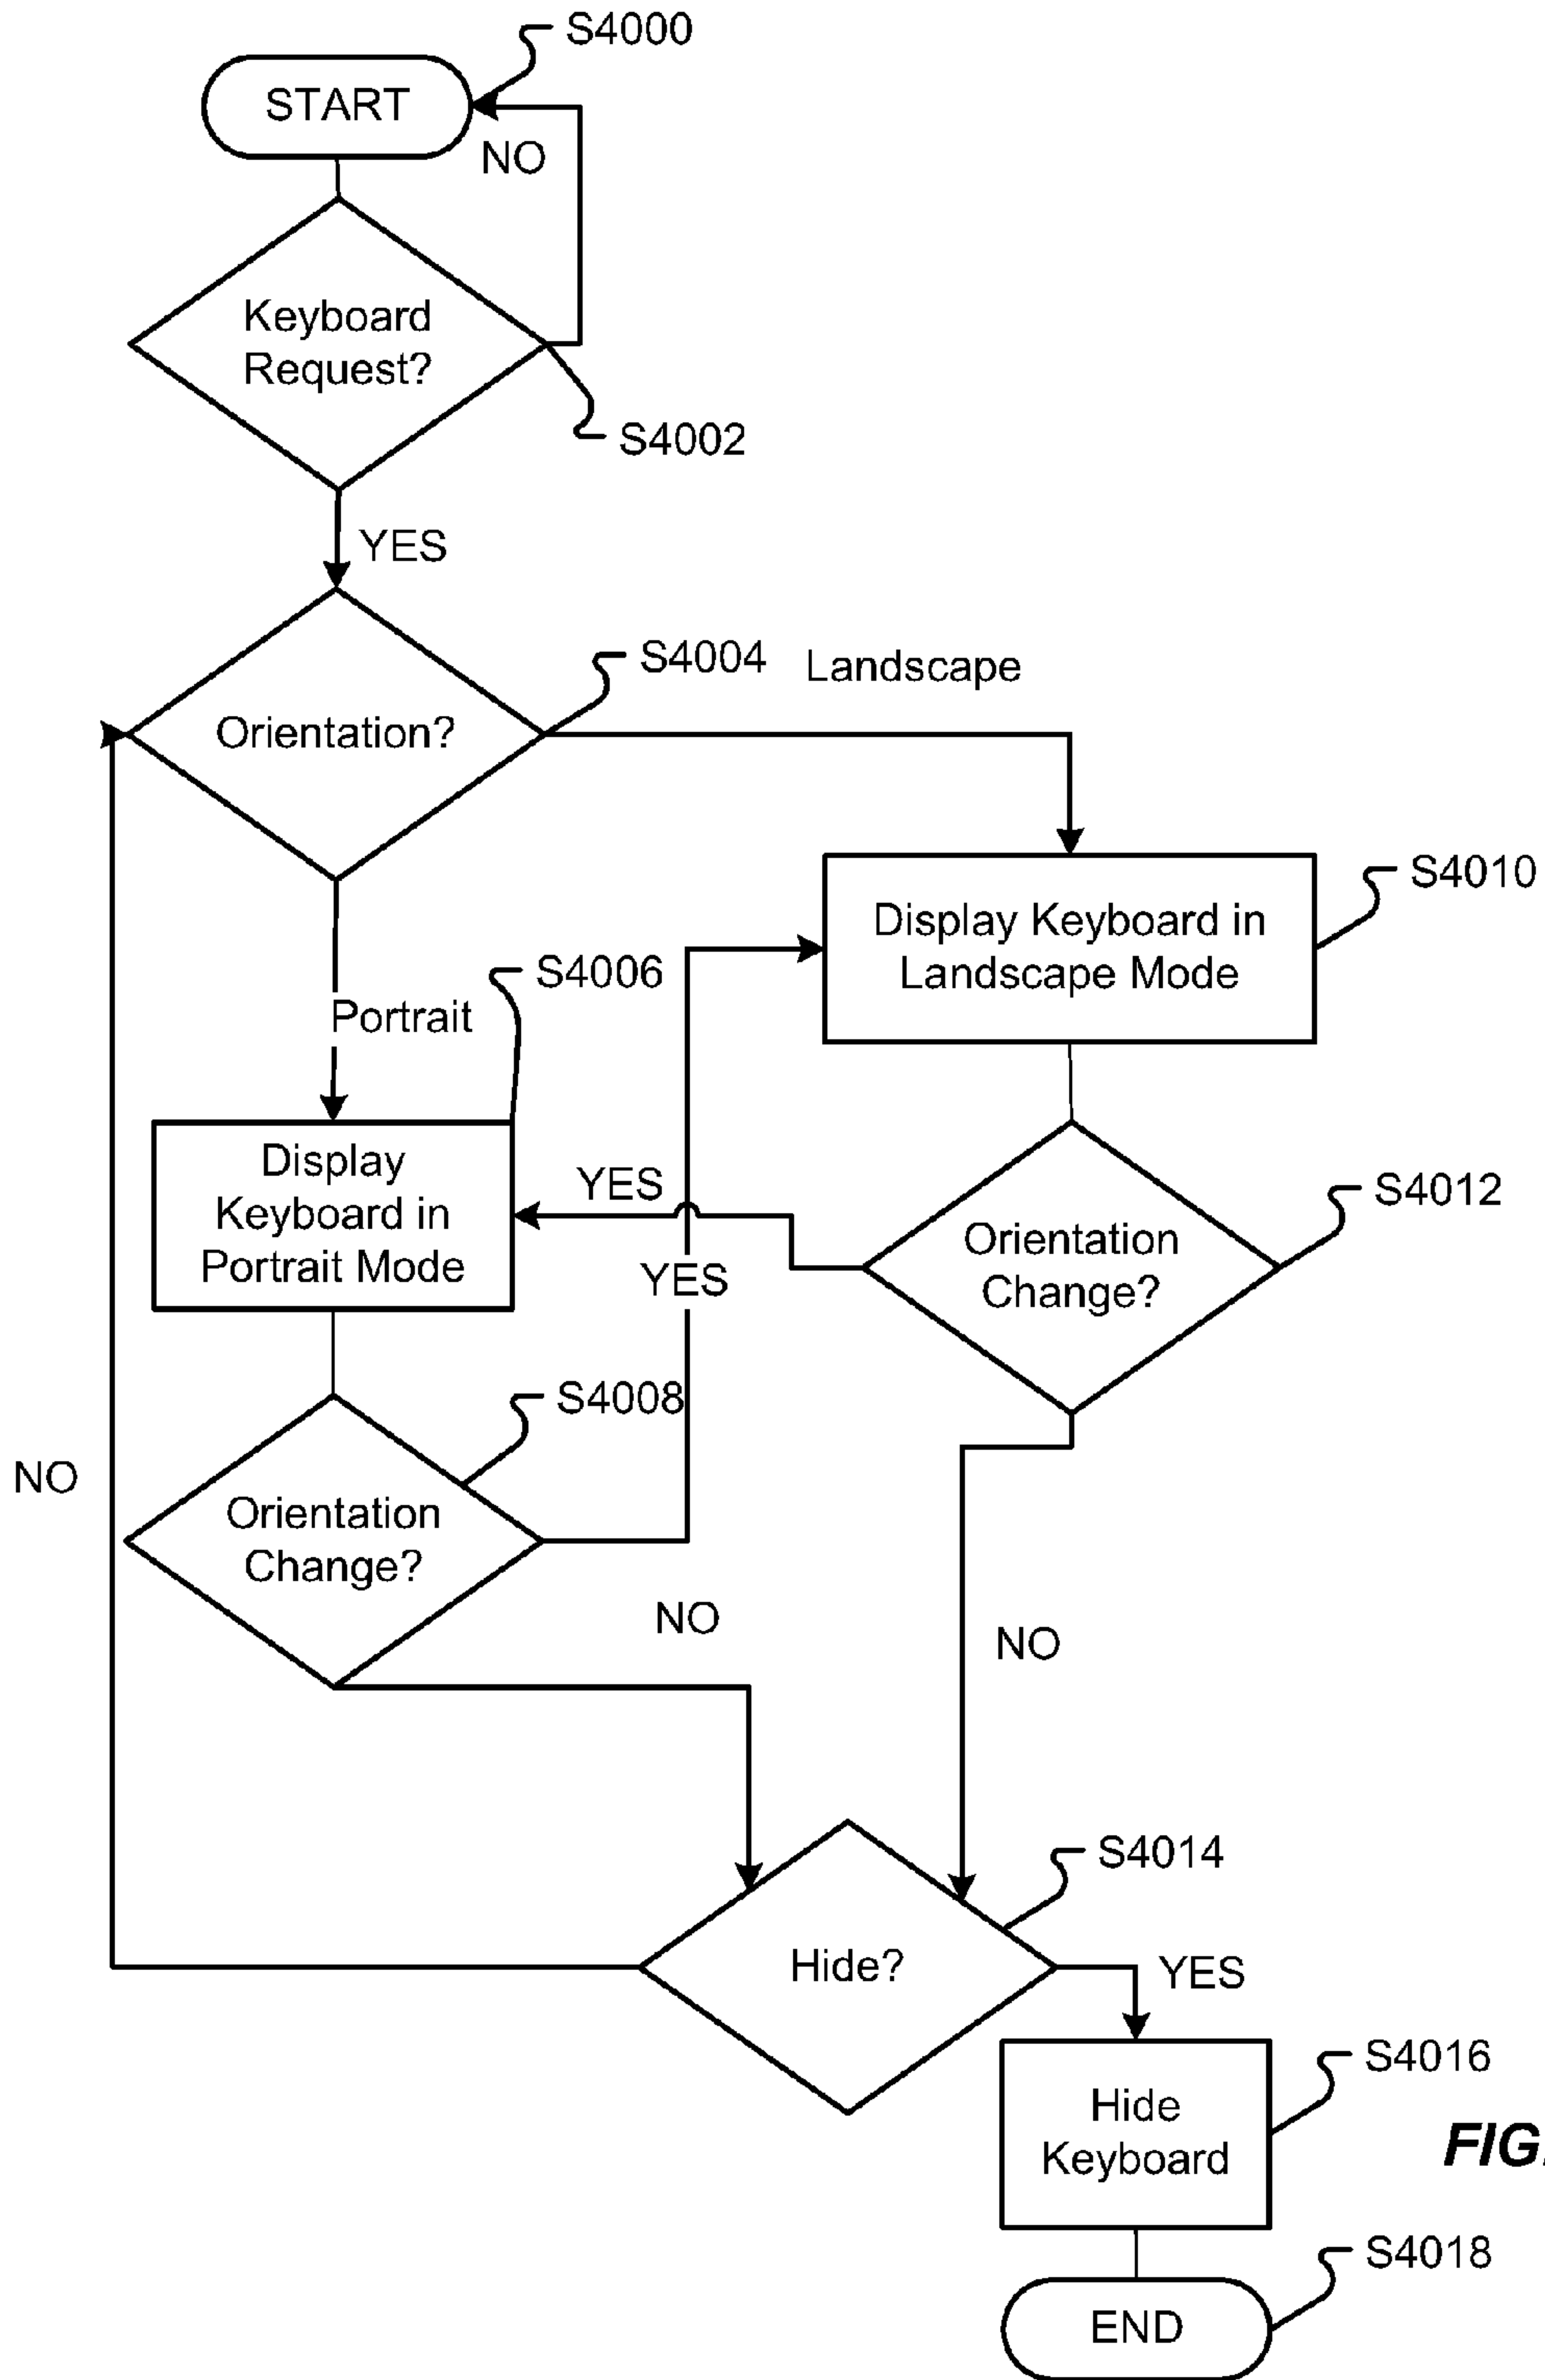 S4000
START
NO
Keyboard
Request?
S4002
YES
S4004
Landscape
Orientation?
S4010
Display Keyboard in
Landscape Mode
S4006
Portrait
Display
Keyboard in
Portrait Mode
YES
S4012
Orientation
Change?
YES
S4008
NO
Orientation
Change?
NO
NO
S4014
Hide?
YES
S4016
Hide
Keyboard
FIG.
S4018
END